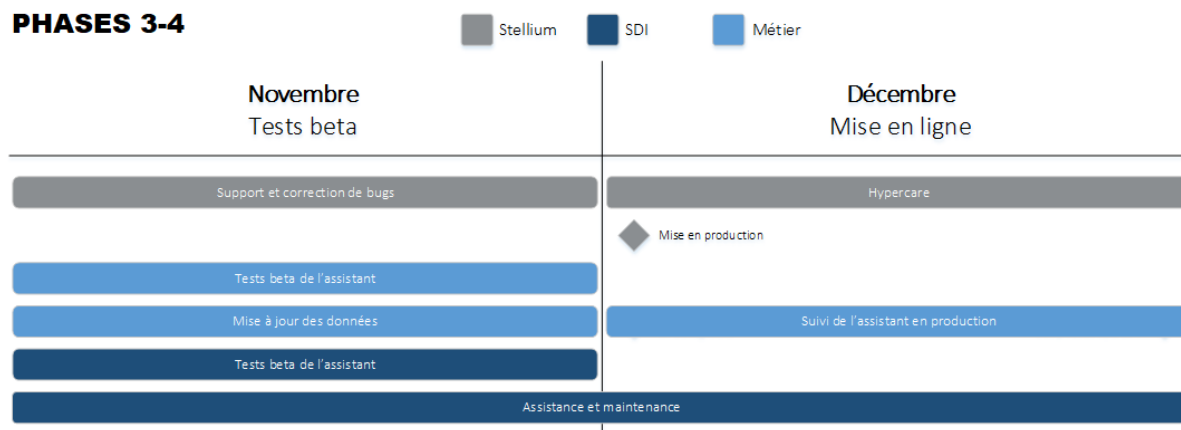 PHASES 3-4
Stellium
SDI
Métier
Novembre
Tests beta
Décembre
Mise en ligne
Support et correction de bugs
Hypercare
Mise en production
Tests beta de l'assistant
Mise à jour des données
Suivi de l'assistant en production
Tests beta de l'assistant
Assistance et maintenance